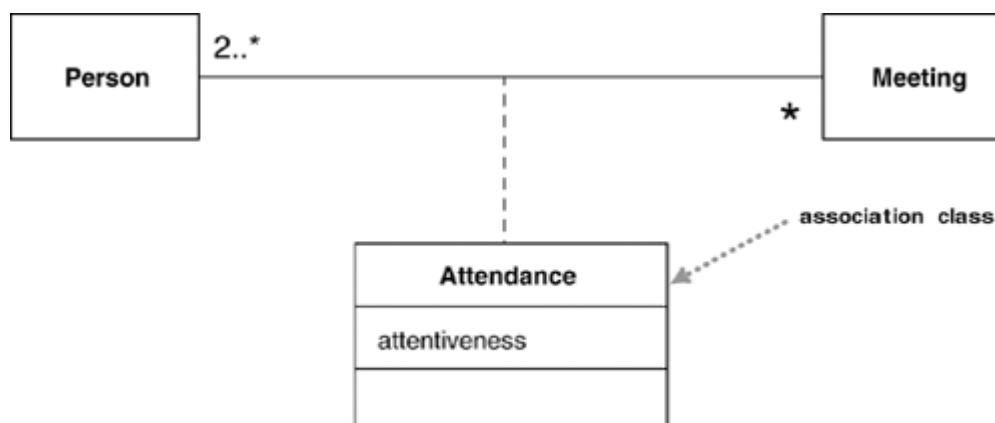 2..*
Person
Meeting
*
association class
Attendance
attentiveness